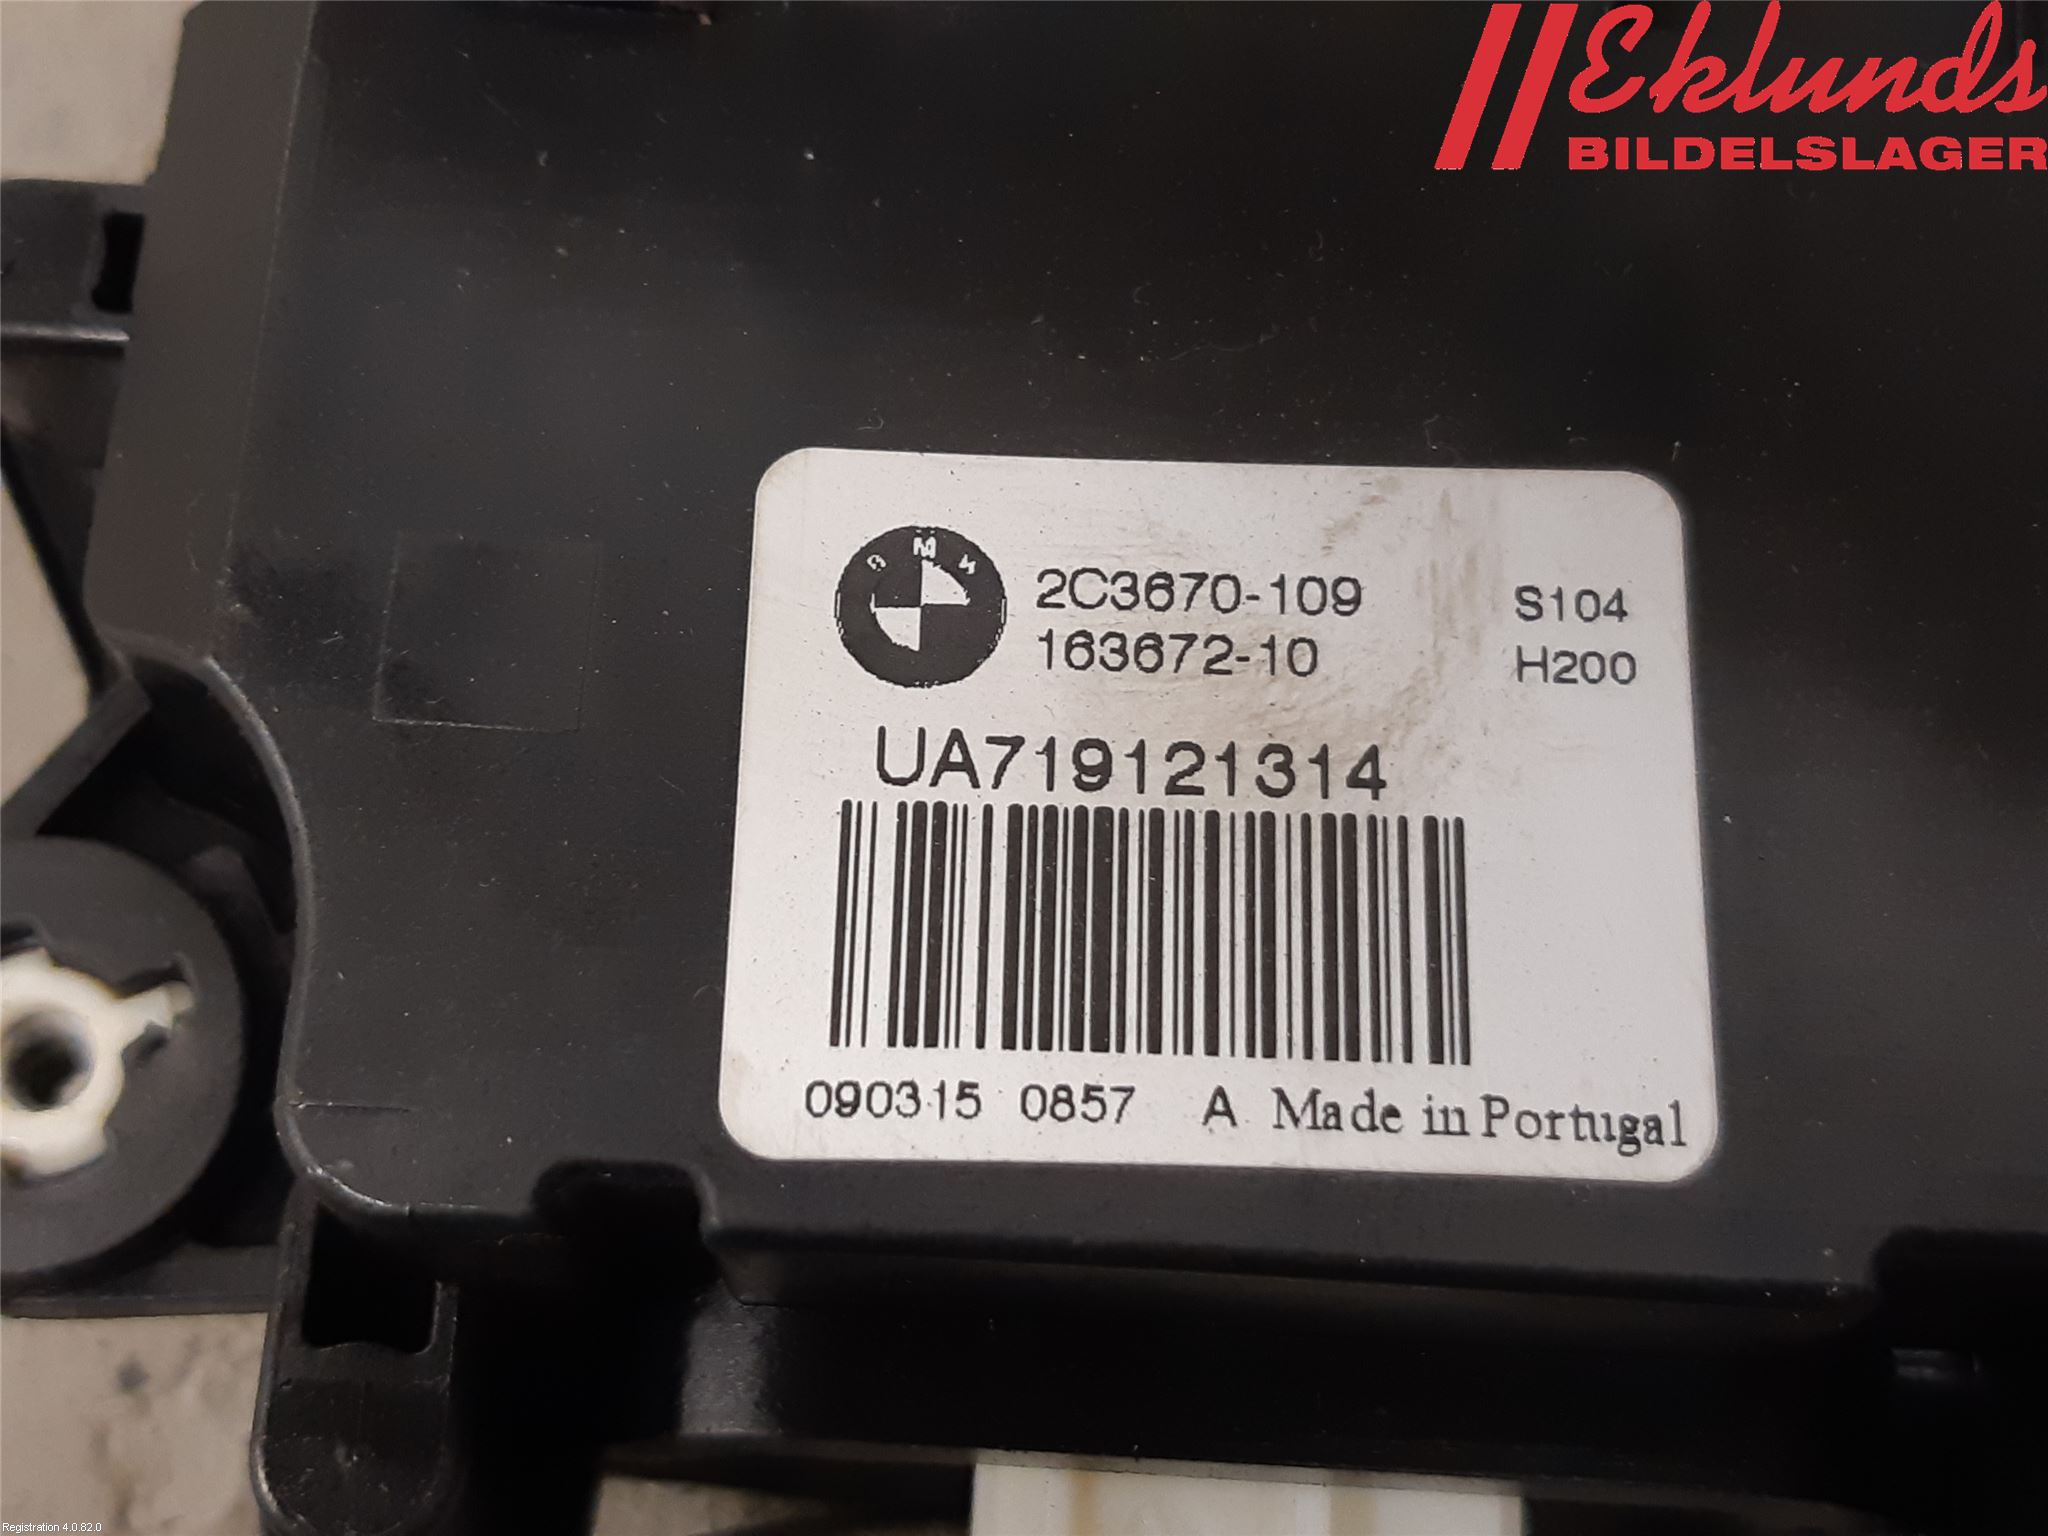 Eklunds
BILDELSLAGER
BMW
2C3670-109 S104
163672-10 H200
UA719121314
090315 0857 A Made in Portugal
Registration 4.0.82.0